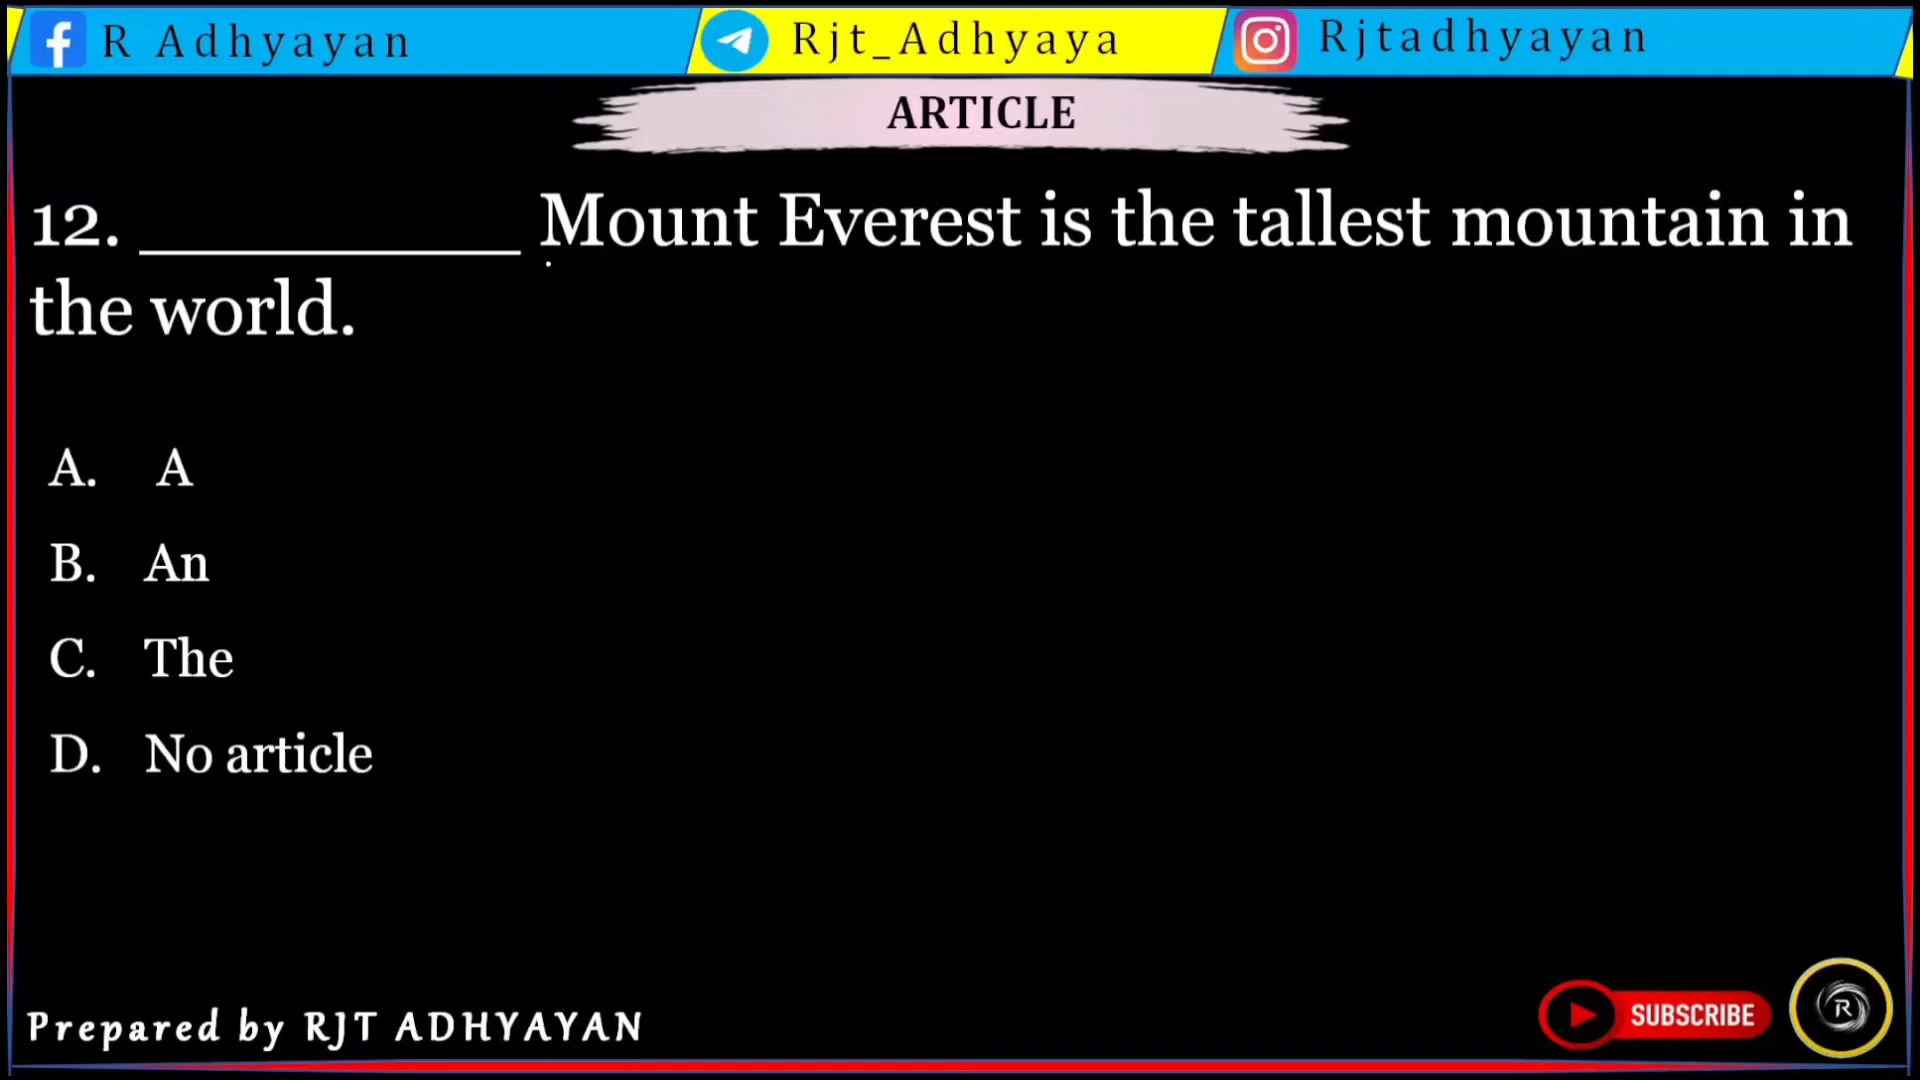 R Adhyayan
Rjt_Adhyaya
Rjtadhyayan
ARTICLE
12. ____________ Mount Everest is the tallest mountain in
the world.
A. A
B. An
C. The
D. No article
Prepared by RJT ADHYAYAN
SUBSCRIBE
R